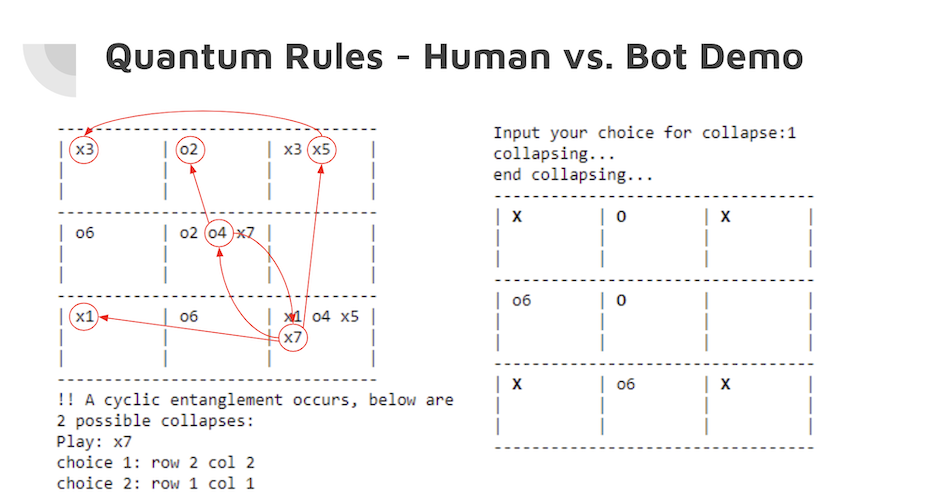 Quantum Rules - Human vs. Bot Demo
x3 o2 x3 x5
o6 o2 o4 x7
x1 o6 x1 o4 x5
x7
!! A cyclic entanglement occurs, below are
2 possible collapses:
Play: x7
choice 1: row 2 col 2
choice 2: row 1 col 1
Input your choice for collapse:1
collapsing...
end collapsing...
X O X
o6 O
X o6 X